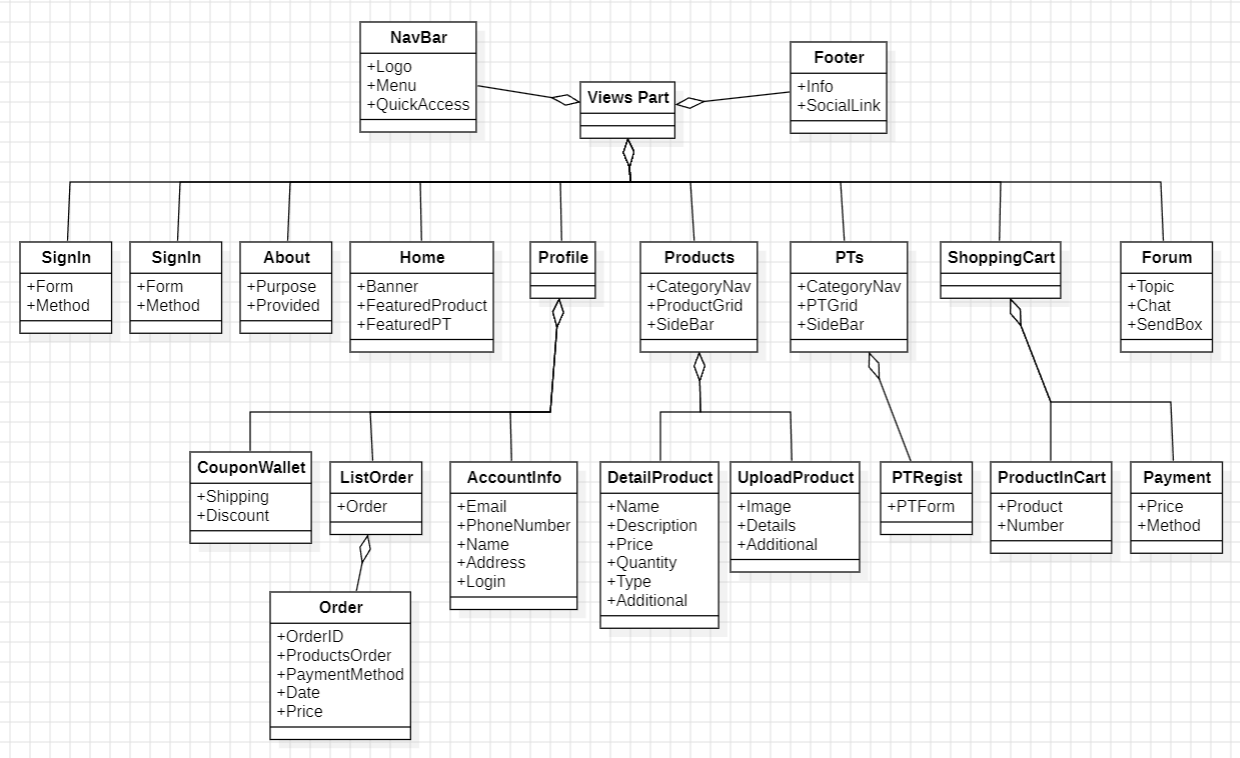 NavBar
+Logo
+Menu
+QuickAccess
Footer
+Info
+SocialLink
Views Part
SignIn
+Form
+Method
SignIn
+Form
+Method
About
+Purpose
+Provided
Home
+Banner
+FeaturedProduct
+FeaturedPT
Profile
Products
+CategoryNav
+ProductGrid
+SideBar
PTs
+CategoryNav
+PTGrid
+SideBar
ShoppingCart
Forum
+Topic
+Chat
+SendBox
CouponWallet
+Shipping
+Discount
ListOrder
+Order
AccountInfo
+Email
+PhoneNumber
+Name
+Address
+Login
DetailProduct
+Name
+Description
+Price
+Quantity
+Type
+Additional
UploadProduct
+Image
+Details
+Additional
PTRegist
+PTForm
ProductInCart
+Product
+Number
Payment
+Price
+Method
Order
+OrderID
+ProductsOrder
+PaymentMethod
+Date
+Price